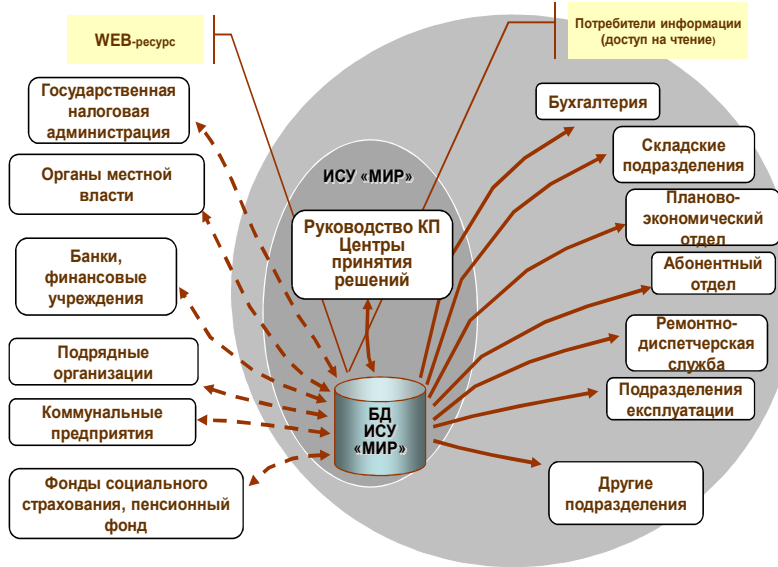 WEB-ресурс
Потребители информации
(доступ на чтение)
Государственная
налоговая
администрация
Органы местной
власти
Банки,
финансовые
учреждения
Подрядные
организации
Коммунальные
предприятия
Фонды социального
страхования, пенсионный
фонд
ИСУ «МИР»
Руководство КП
Центры
принятия
решений
БД
ИСУ
«МИР»
Бухгалтерия
Складские
подразделения
Планово-
экономический
отдел
Абонентный
отдел
Ремонтно-
диспетчерская
служба
Подразделения
експлуатации
Другие
подразделения